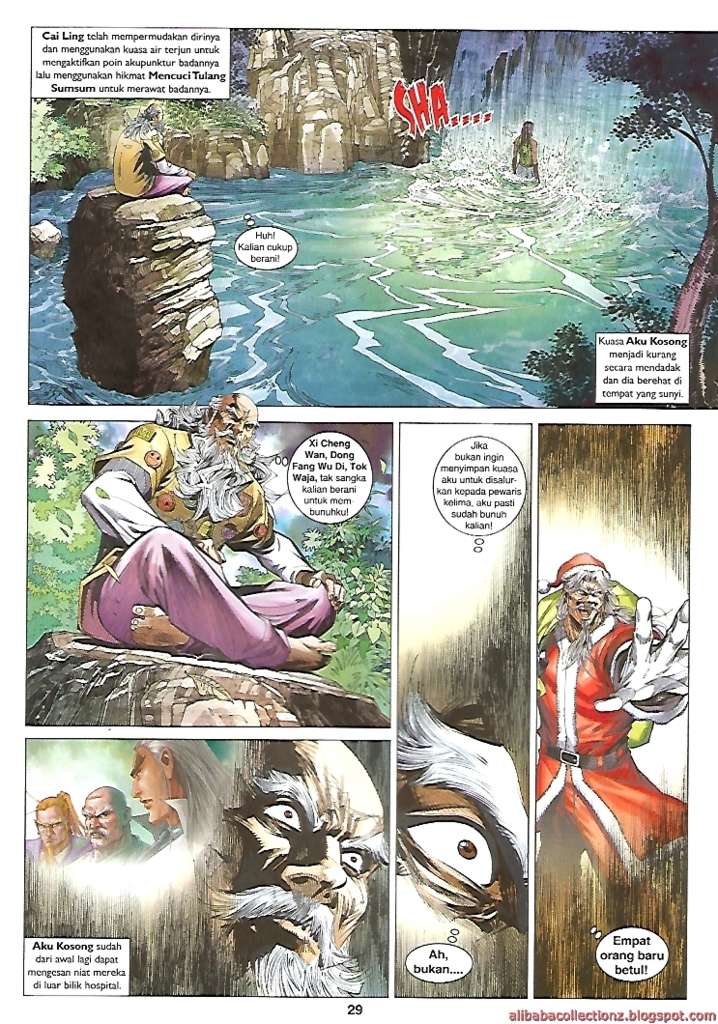 Cai Ling telah mempermudakan dirinya
dan menggunakan kuasa air terjun untuk
mengaktifkan poin akupunktur badannya
lalu menggunakan hikmat Mencuci Tulang
Sumsum untuk merawat badannya.
SHA....
Huh!
Kalian cukup
berani!
Kuasa Aku Kosong
menjadi kurang
secara mendadak
dan dia berehat di
tempat yang sunyi.
Xi Cheng
Wan, Dong
Fang Wu Di, Tok
Waja, tak sangka
kalian berani
untuk mem-
bunuhku!
Jika
bukan ingin
menyimpan kuasa
aku untuk disalur-
kan kepada pewaris
kelima, aku pasti
sudah bunuh
kalian!
Aku Kosong sudah
dari awal lagi dapat
mengesan niat mereka
di luar bilik hospital.
Ah,
bukan....
Empat
orang baru
betul!
29
alibabacollectionz.blogspot.com